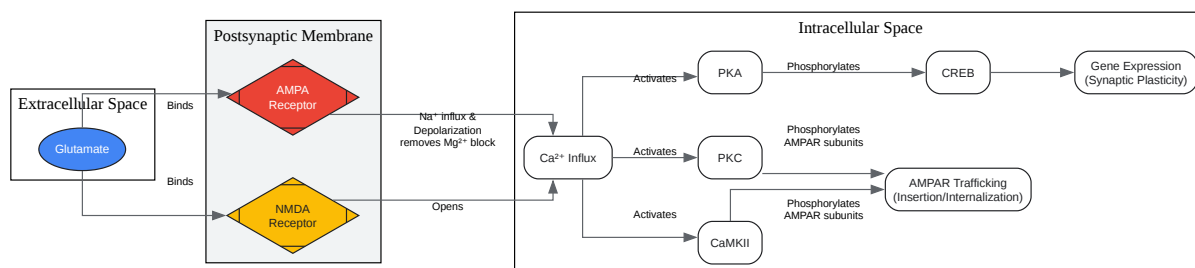 Extracellular Space
Glutamate
Binds
Binds
Postsynaptic Membrane
AMPA
Receptor
NMDA
Receptor
Na⁺ influx &
Depolarization
removes Mg²⁺ block
Opens
Intracellular Space
Ca²⁺ Influx
Activates
PKA
Phosphorylates
CREB
Gene Expression
(Synaptic Plasticity)
Activates
PKC
Phosphorylates
AMPAR subunits
AMPAR Trafficking
(Insertion/Internalization)
Activates
CaMKII
Phosphorylates
AMPAR subunits